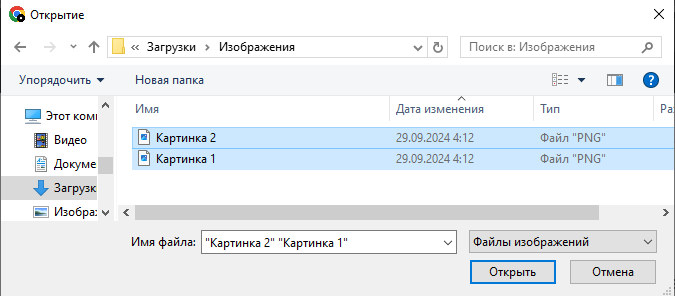 Открытие
« Загрузки › Изображения
Поиск в: Изображения
Упорядочить Новая папка
Этот комп
Видео
Докуме
Загрузк
Изображ
Имя Дата изменения Тип Ра
Картинка 2 29.09.2024 4:12 Файл "PNG"
Картинка 1 29.09.2024 4:12 Файл "PNG"
Имя файла: "Картинка 2" "Картинка 1" Файлы изображений
Открыть Отмена